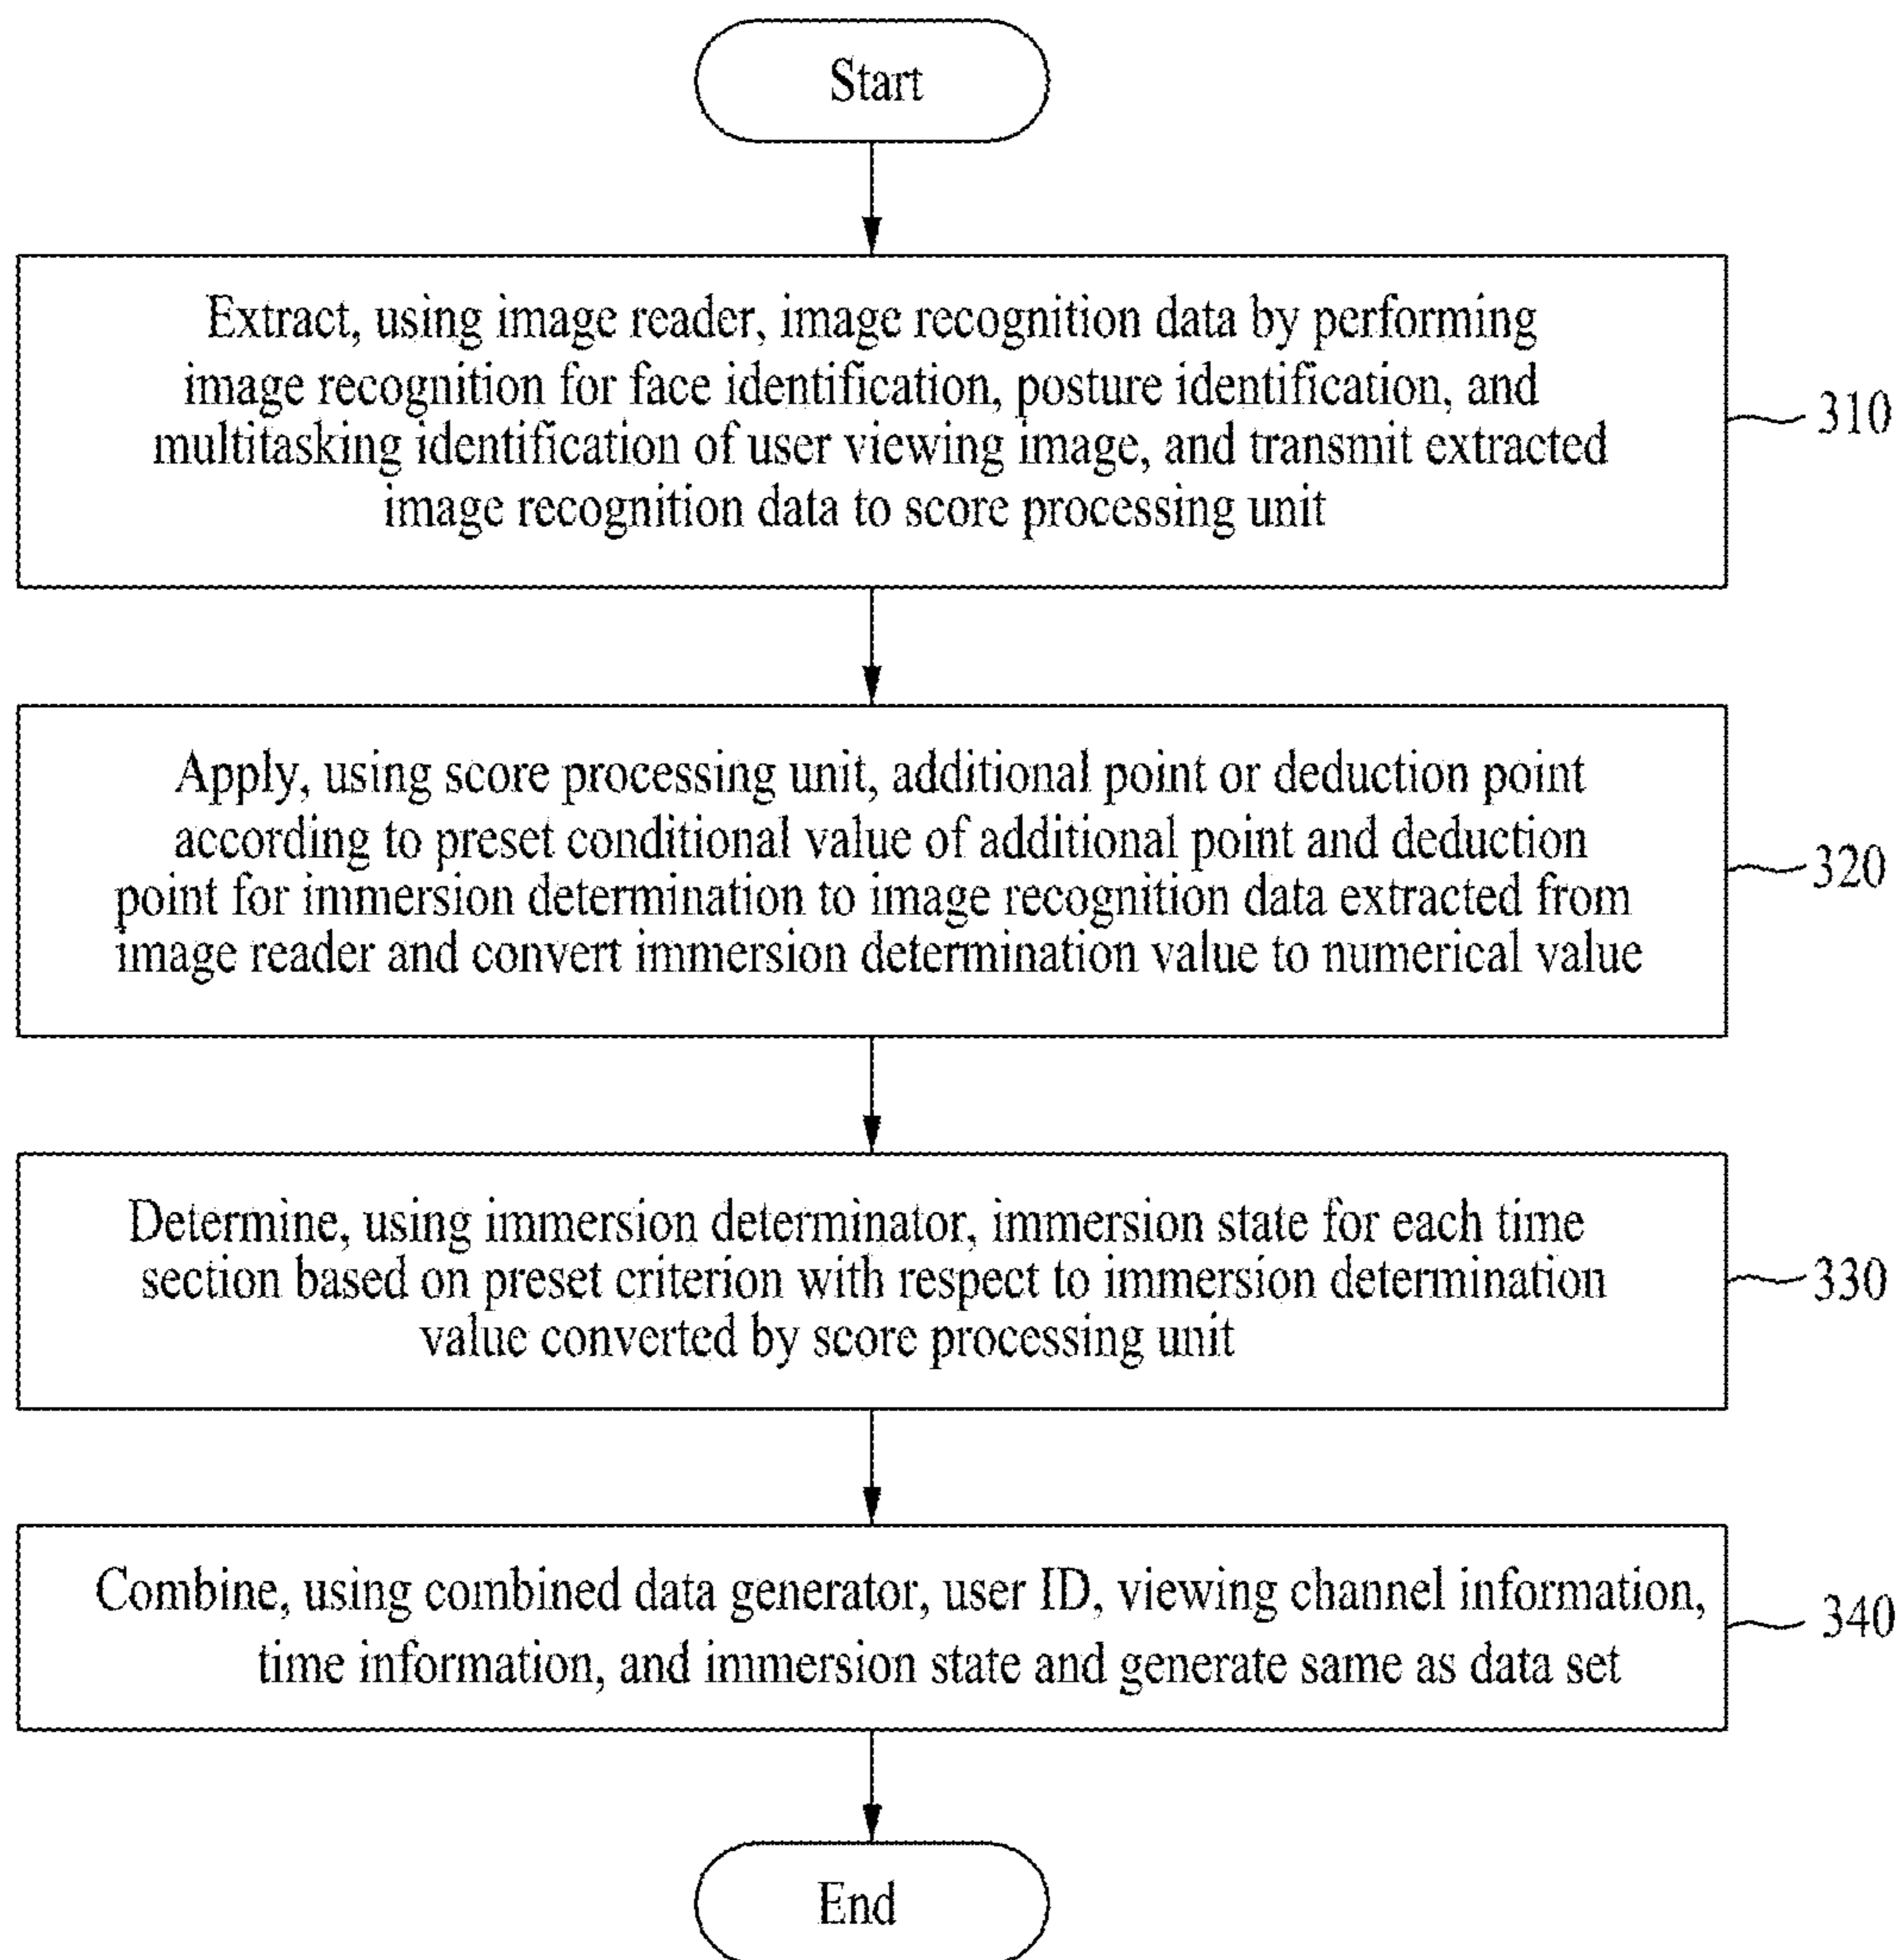 Start
Extract, using image reader, image recognition data by performing
image recognition for face identification, posture identification, and
multitasking identification of user viewing image, and transmit extracted
image recognition data to score processing unit
310
Apply, using score processing unit, additional point or deduction point
according to preset conditional value of additional point and deduction
point for immersion determination to image recognition data extracted from
image reader and convert immersion determination value to numerical value
320
Determine, using immersion determinator, immersion state for each time
section based on preset criterion with respect to immersion determination
value converted by score processing unit
330
Combine, using combined data generator, user ID, viewing channel information,
time information, and immersion state and generate same as data set
340
End